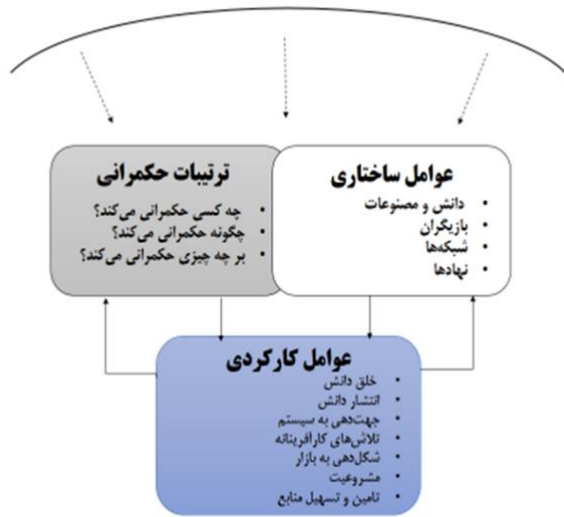 عوامل ساختاری
دانش و مصنوعات
بازیگران
شبکه‌ها
نهادها
ترتیبات حکمرانی
چه کسی حکمرانی می‌کند؟
چگونه حکمرانی می‌کند؟
بر چه چیزی حکمرانی می‌کند؟
عوامل کارکردی
خلق دانش
انتشار دانش
جهت‌دهی به سیستم
تلاش‌های کارآفرینانه
شکل‌دهی به بازار
مشروعیت
تامین و تسهیل منابع